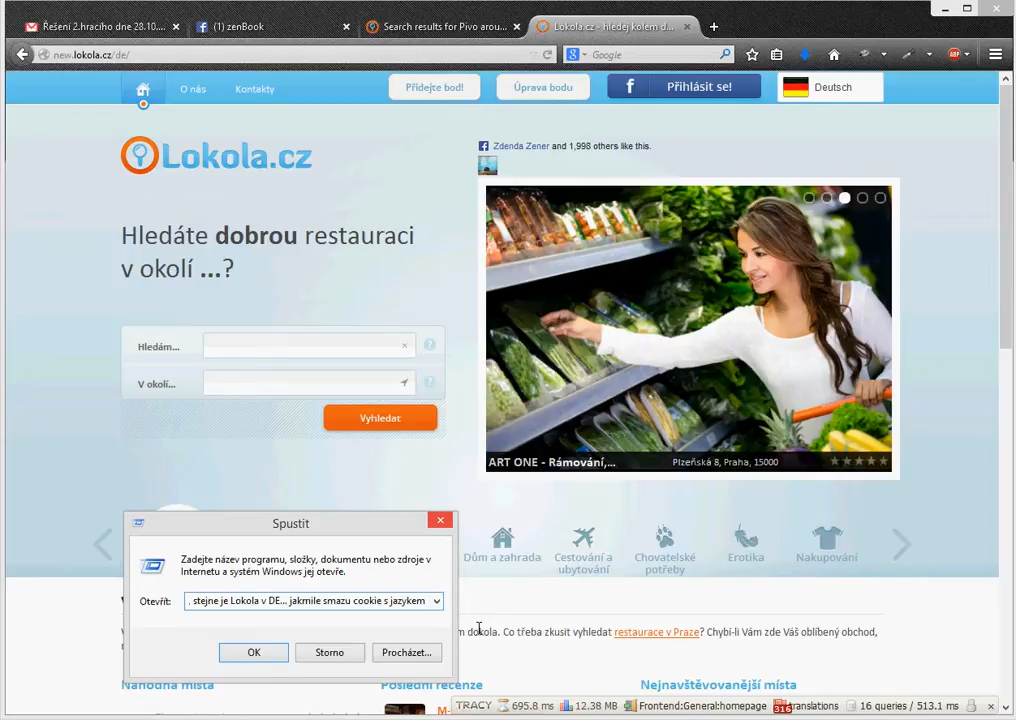 Řešení 2.hracího dne 28.10....
(1) zenBook
Search results for Pivo arou...
Lokola.cz - hledej kolem d...
new.lokola.cz/de/
Google
O nás
Kontakty
Přidejte bod!
Úprava bodu
Přihlásit se!
Deutsch
Lokola.cz
Zdenda Zener and 1,998 others like this.
Hledáte dobrou restauraci
v okolí ...?
Hledám...
V okolí...
Vyhledat
ART ONE - Rámování,...
Plzeňská 8, Praha, 15000
Dům a zahrada
Cestování a
ubytování
Chovatelské
potřeby
Erotika
Nakupování
Spustit
Zadejte název programu, složky, dokumentu nebo zdroje v
Internetu a systém Windows jej otevře.
Otevřít:
, stejne je Lokola v DE... jakmile smazu cookie s jazykem
OK
Storno
Procházet...
Co třeba zkusit vyhledat restaurace v Praze? Chybí-li Vám zde Váš oblíbený obchod,
Náhodná místa
Poslední recenze
Nejnavštěvovanější místa
TRACY
695.8 ms
12.38 MB
Frontend:General:homepage
316
translations
16 queries / 513.1 ms